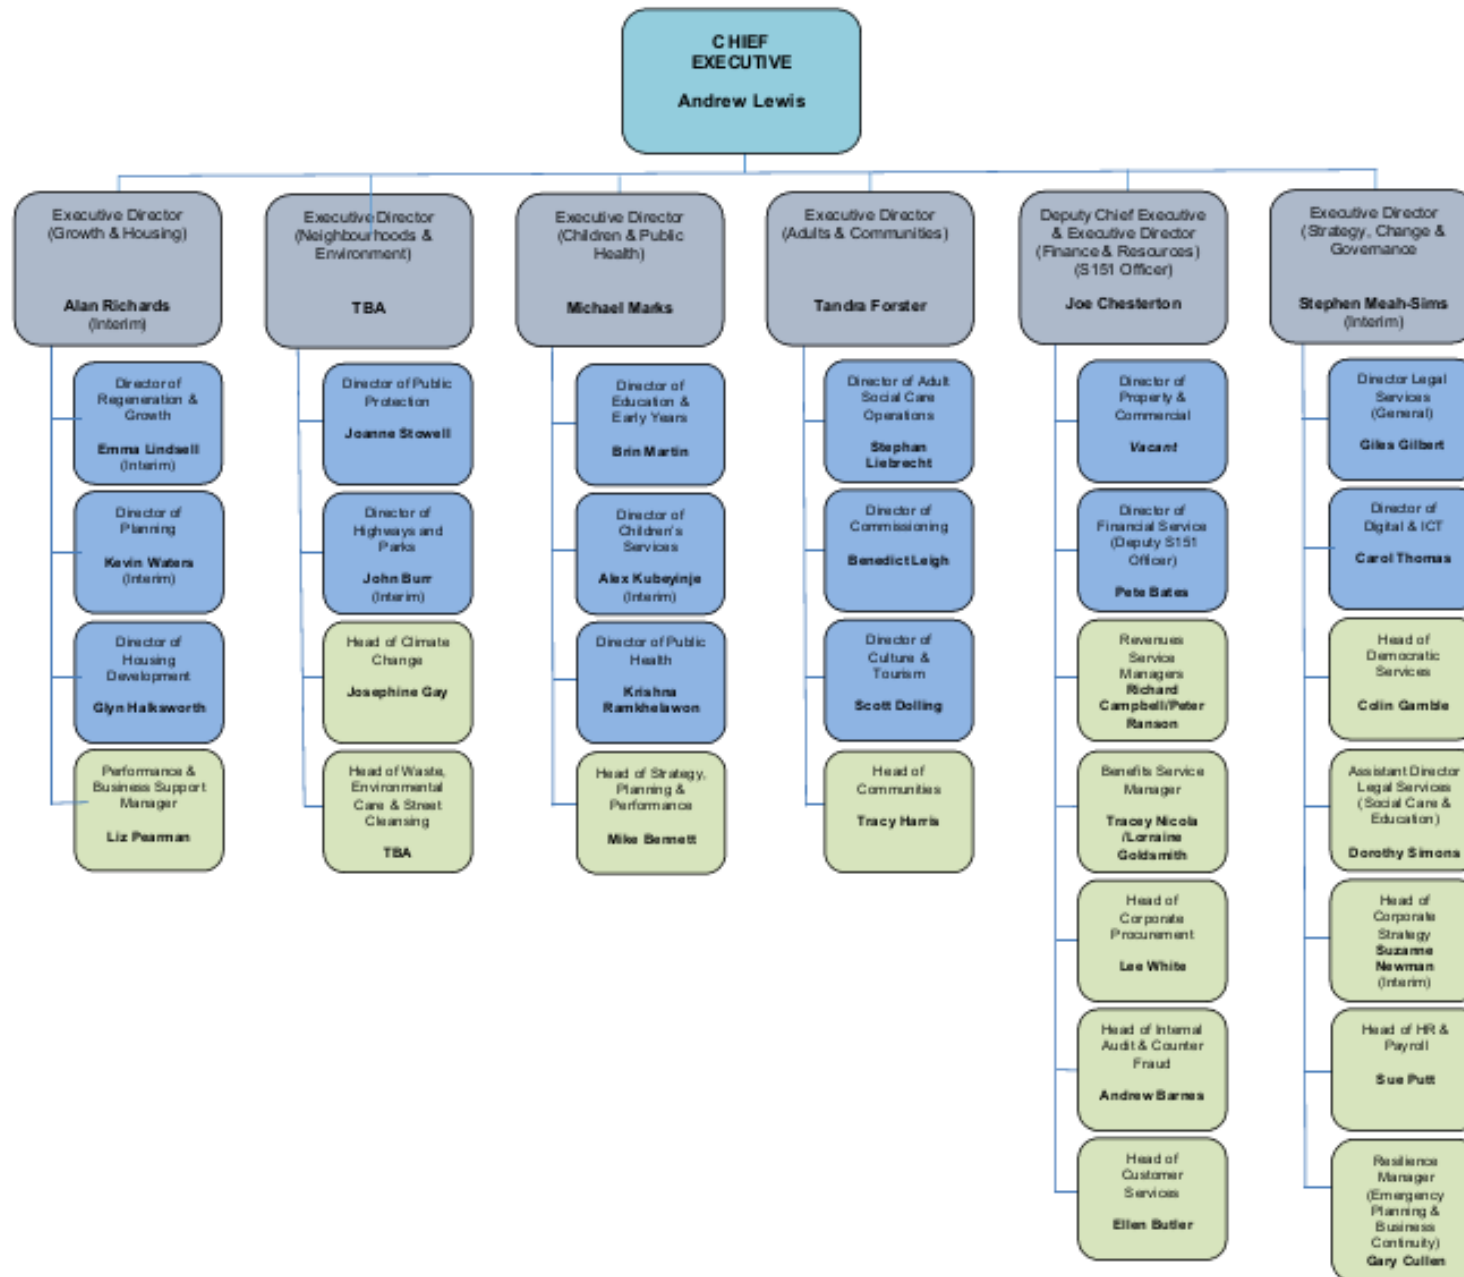 CHIEF
EXECUTIVE
Andrew Lewis
Executive Director
(Growth & Housing)
Alan Richards
(Interim)
Executive Director
(Neighbourhoods &
Environment)
TBA
Executive Director
(Children & Public
Health)
Michael Marks
Executive Director
(Adults & Communities)
Tandra Forster
Deputy Chief Executive
& Executive Director
(Finance & Resources)
(S151 Officer)
Joe Chesterton
Executive Director
(Strategy, Change &
Governance
Stephen Meah-Sims
(Interim)
Director of
Regeneration &
Growth
Emma Lindsell
(Interim)
Director of
Planning
Kevin Waters
(Interim)
Director of
Housing
Development
Glyn Halksworth
Performance &
Business Support
Manager
Liz Pearman
Director of Public
Protection
Joanne Stowell
Director of
Highways and
Parks
John Burr
(Interim)
Head of Climate
Change
Josephine Gay
Head of Waste,
Environmental
Care & Street
Cleansing
TBA
Director of
Education &
Early Years
Brin Martin
Director of
Children's
Services
Alex Kubeyinje
(Interim)
Director of Public
Health
Krishna
Ramkhelawon
Head of Strategy,
Planning &
Performance
Mike Bennett
Director of Adult
Social Care
Operations
Stephan
Liebrecht
Director of
Commissioning
Benedict Leigh
Director of
Culture &
Tourism
Scott Dolling
Head of
Communities
Tracy Harris
Director of
Property &
Commercial
Vacant
Director of
Financial Service
(Deputy S151
Officer)
Pete Bates
Revenues
Service
Managers
Richard
Campbell/Peter
Ranson
Benefits Service
Manager
Tracey Nicola
/Lorraine
Goldsmith
Head of
Corporate
Procurement
Lee White
Head of Internal
Audit & Counter
Fraud
Andrew Barnes
Head of
Customer
Services
Ellen Butler
Director Legal
Services
(General)
Giles Gilbert
Director of
Digital & ICT
Carol Thomas
Head of
Democratic
Services
Colin Gamble
Assistant Director
Legal Services
(Social Care &
Education)
Dorothy Simons
Head of
Corporate
Strategy
Suzanne
Newman
(Interim)
Head of HR &
Payroll
Sue Putt
Resilience
Manager
(Emergency
Planning &
Business
Continuity)
Gary Cullen